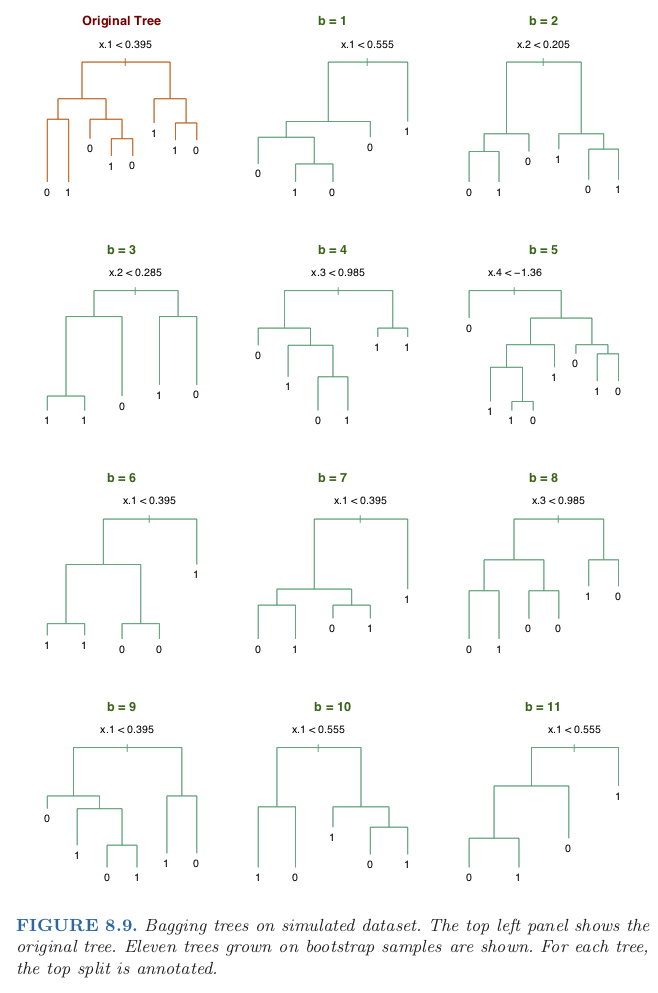 Original Tree
b = 1
b = 2
x.1 < 0.395
x.1 < 0.555
x.2 < 0.205
0 1 0 1 0 1 1 0
0 1 0 0 1
0 1 0 1 0 1
b = 3
b = 4
b = 5
x.2 < 0.285
x.3 < 0.985
x.4 < −1.36
1 1 0 1 0
0 1 0 1 1 1
0 1 1 0 1 0 1 0
b = 6
b = 7
b = 8
x.1 < 0.395
x.1 < 0.395
x.3 < 0.985
1 1 0 0 1
0 1 0 1 1
0 1 0 0 1 0
b = 9
b = 10
b = 11
x.1 < 0.395
x.1 < 0.555
x.1 < 0.555
0 1 0 1 1 0
1 0 1 0 1
0 1 0 1
FIGURE 8.9. Bagging trees on simulated dataset. The top left panel shows the
original tree. Eleven trees grown on bootstrap samples are shown. For each tree,
the top split is annotated.